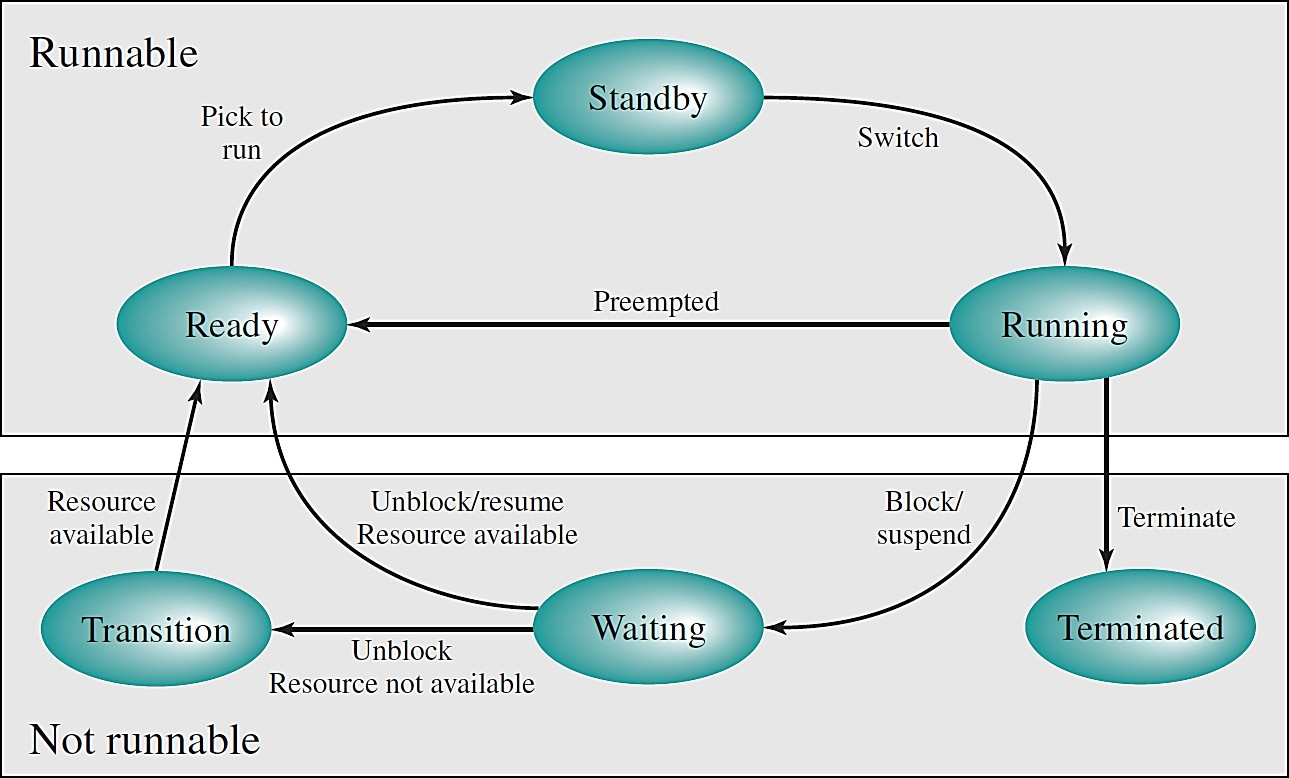 Runnable
Standby
Pick to
run
Switch
Preempted
Ready
Running
Resource
available
Unblock/resume
Resource available
Block/
suspend
Terminate
Transition
Waiting
Terminated
Unblock
Resource not available
Not runnable